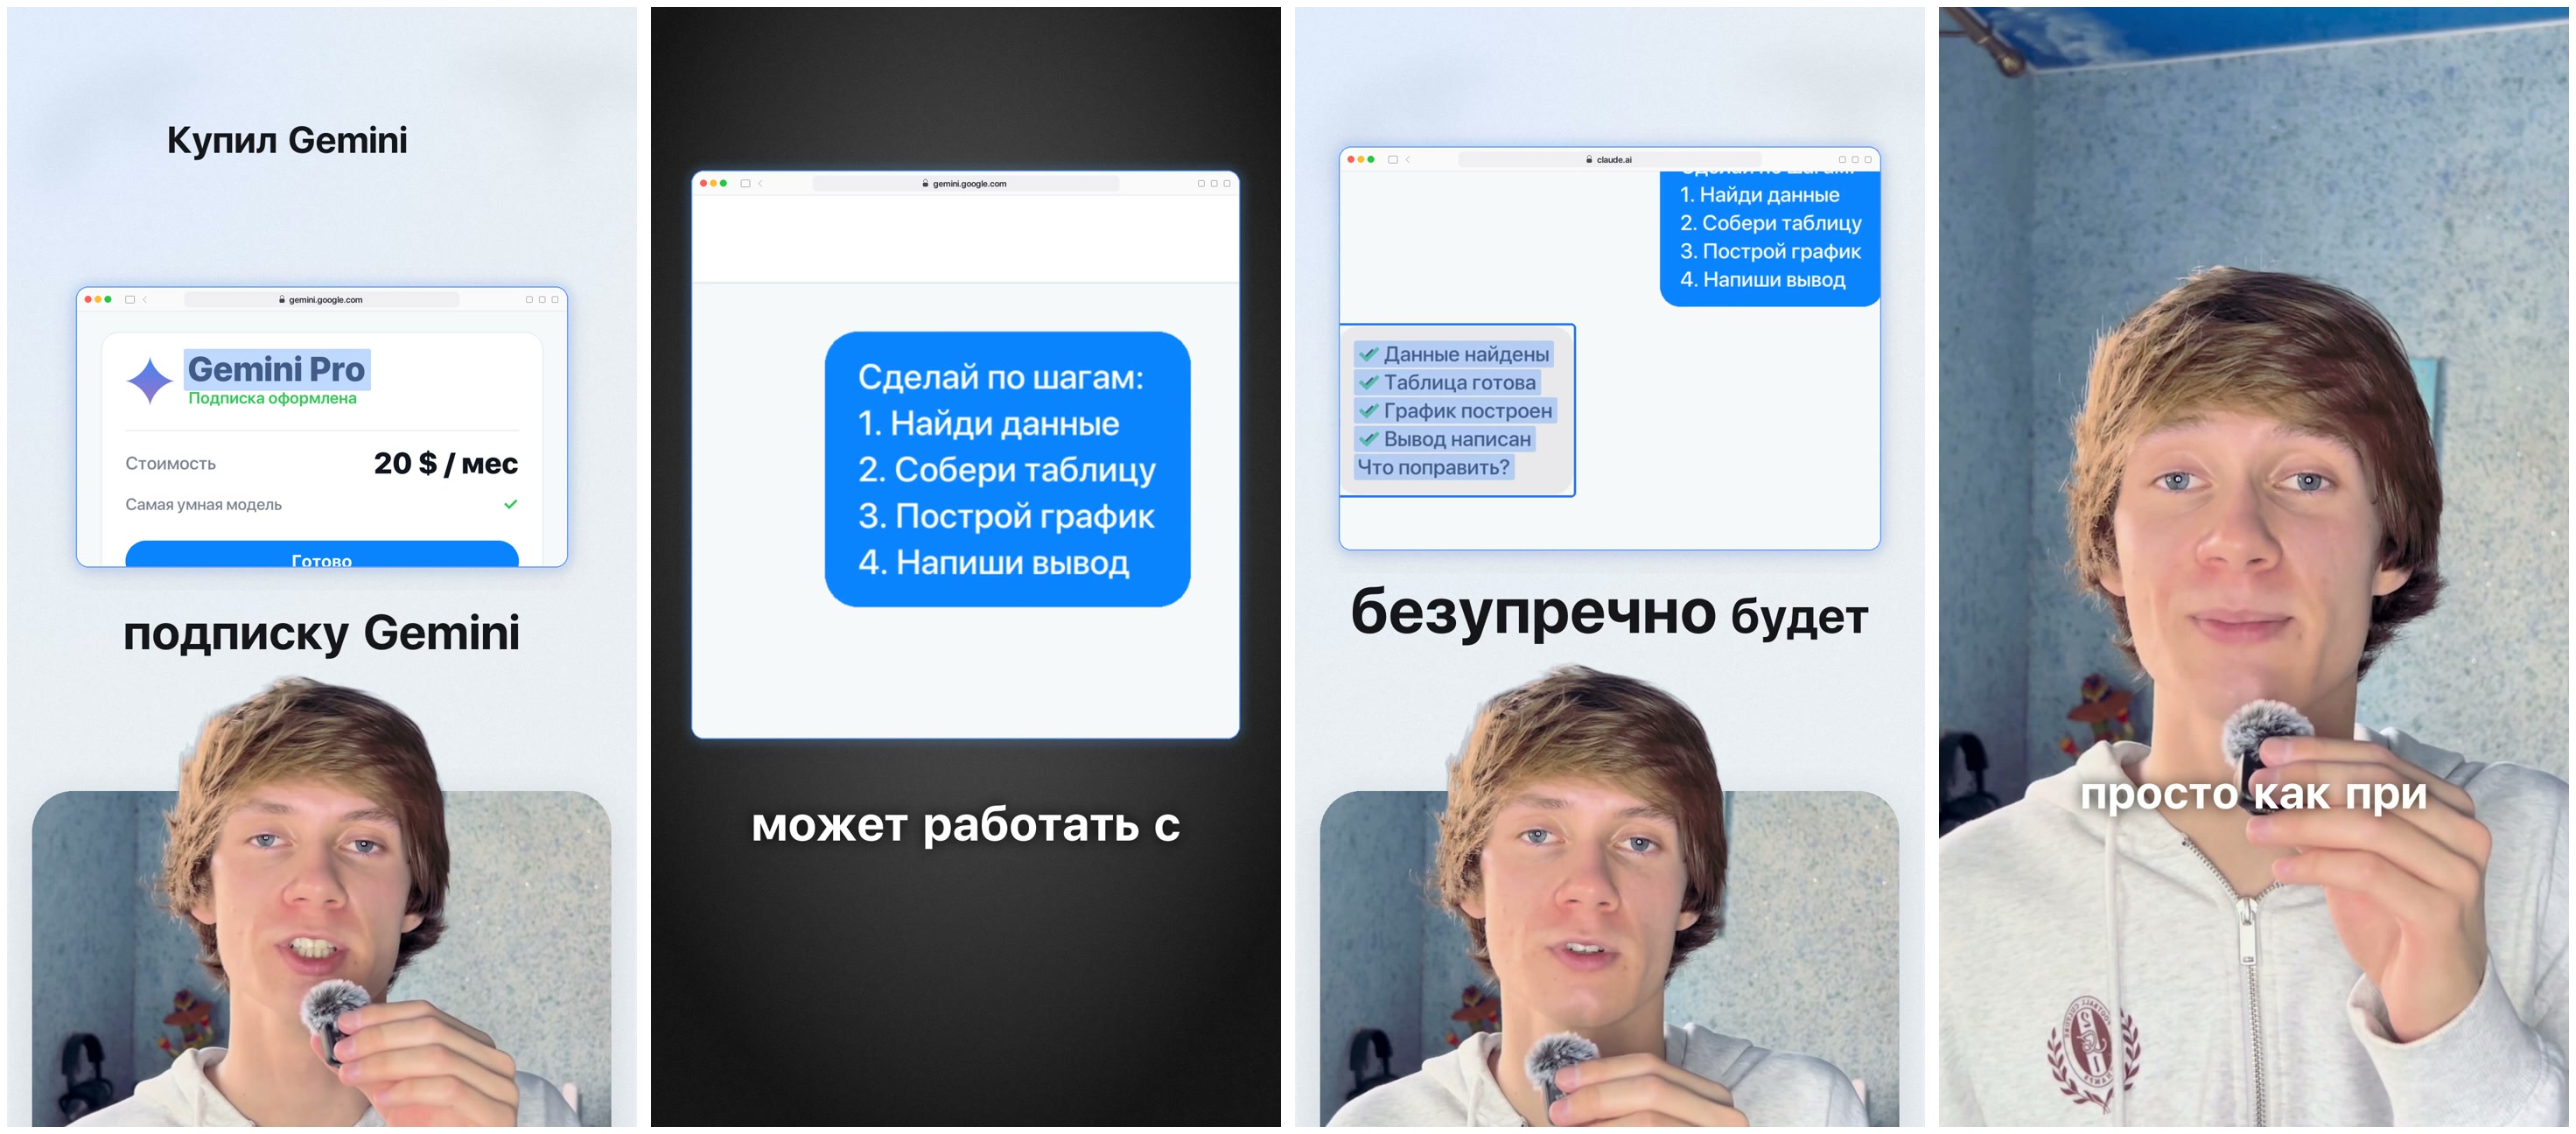 Купил Gemini
gemini.google.com
Gemini Pro
Подписка оформлена
Стоимость 20 $ / мес
Самая умная модель
Готово
подписку Gemini
gemini.google.com
Сделай по шагам:
1. Найди данные
2. Собери таблицу
3. Построй график
4. Напиши вывод
может работать с
claude.ai
Сделай по шагам:
1. Найди данные
2. Собери таблицу
3. Построй график
4. Напиши вывод
Данные найдены
Таблица готова
График построен
Вывод написан
Что поправить?
безупречно будет
просто как при